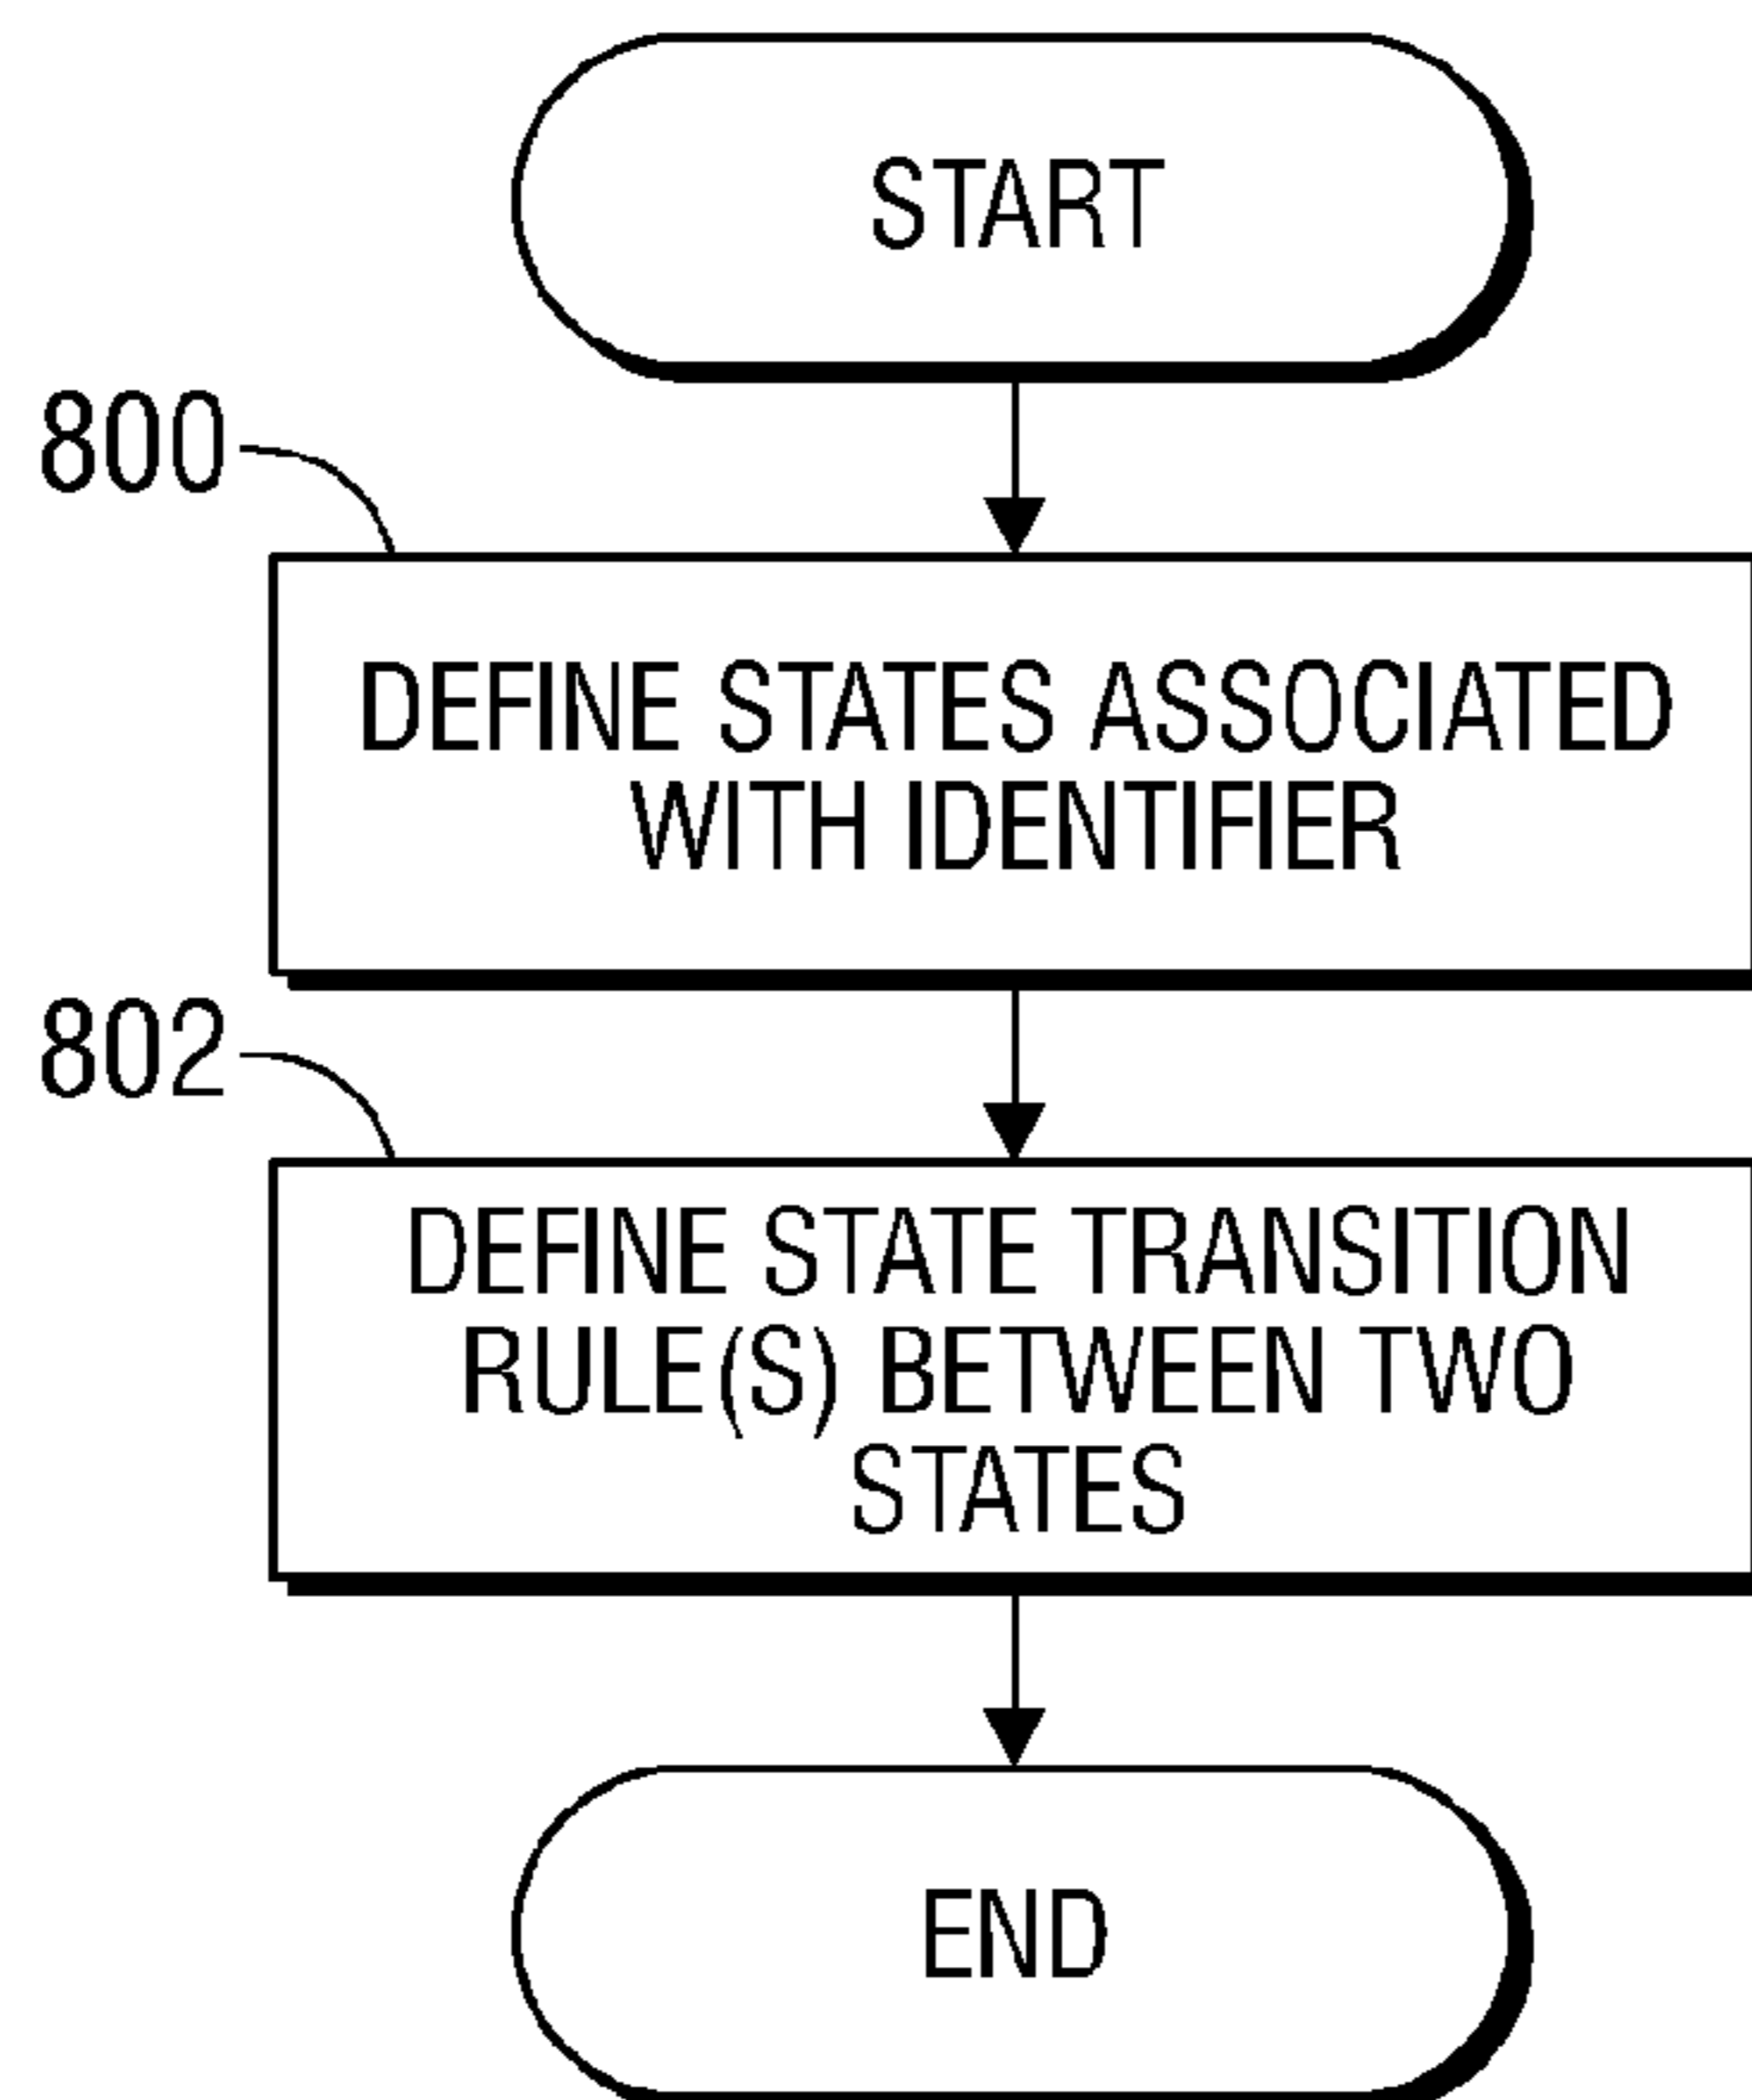 START
800
DEFINE STATES ASSOCIATED
WITH IDENTIFIER
802
DEFINE STATE TRANSITION
RULE(S) BETWEEN TWO
STATES
END